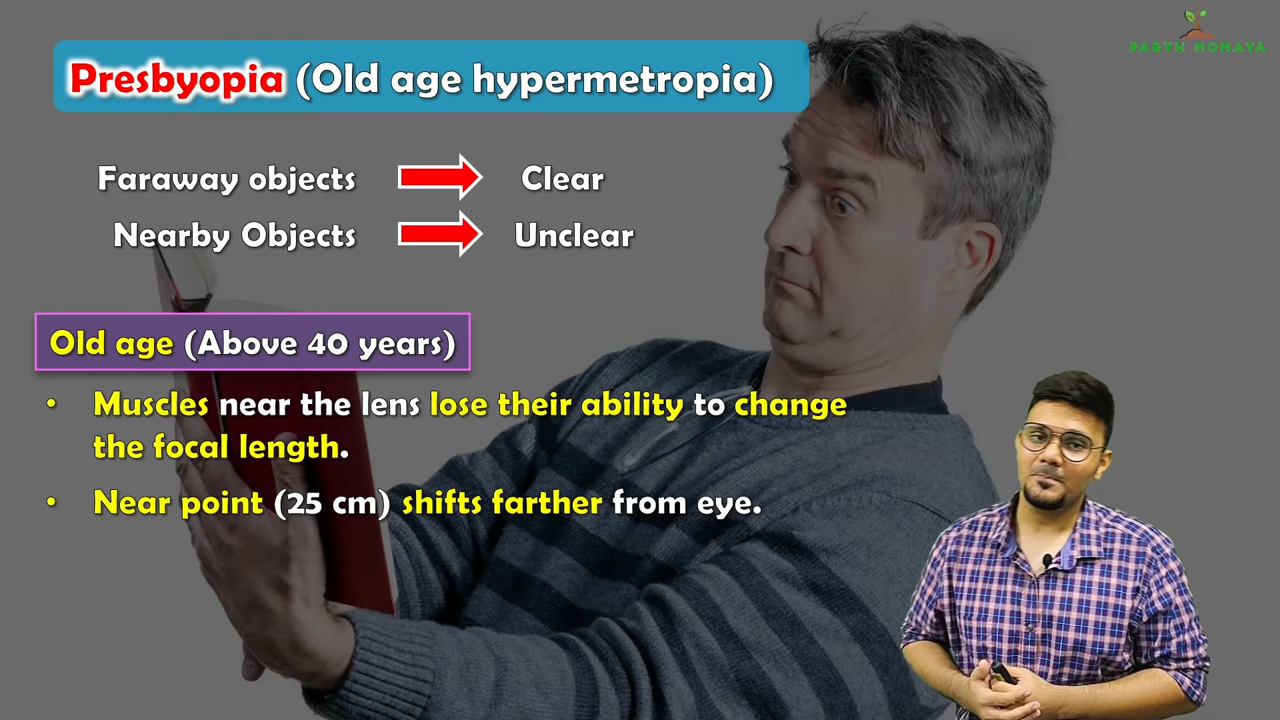 PARTH MOMAYA
Presbyopia (Old age hypermetropia)
Faraway objects Clear
Nearby Objects Unclear
Old age (Above 40 years)
• Muscles near the lens lose their ability to change
the focal length.
• Near point (25 cm) shifts farther from eye.